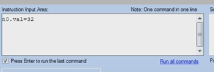 Instruction Input Area: Note: One command in one line
n0.val=32
Press Enter to run the last command Run all commands